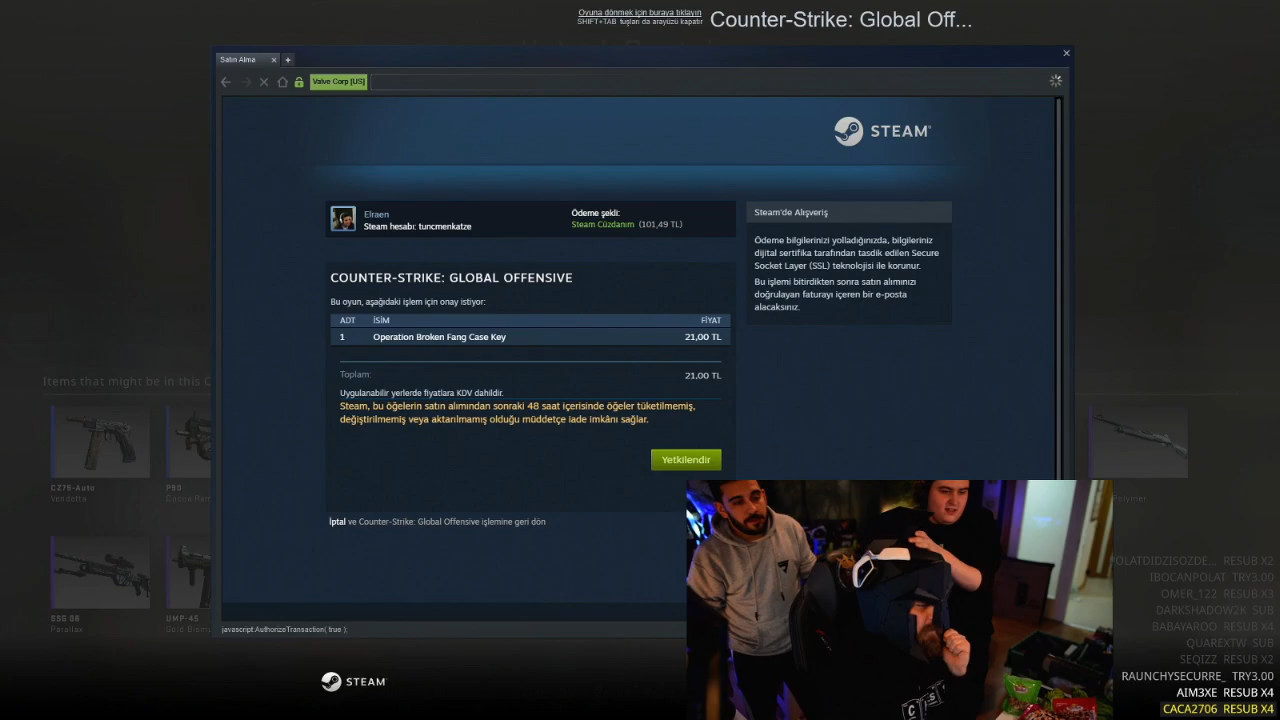 Oyuna dönmek için buraya tıklayın
SHIFT+TAB tuşları da arayüzü kapatır
Counter-Strike: Global Off...
Satın Alma
Valve Corp [US]
STEAM
Elraen
Steam hesabı: tuncmenkatze
Ödeme şekli:
Steam Cüzdanım (101,49 TL)
COUNTER-STRIKE: GLOBAL OFFENSIVE
Bu oyun, aşağıdaki işlem için onay istiyor:
ADT İSİM FİYAT
1 Operation Broken Fang Case Key 21,00 TL
Toplam: 21,00 TL
Uygulanabilir yerlerde fiyatlara KDV dahildir.
Steam, bu öğelerin satın alımından sonraki 48 saat içerisinde öğeler tüketilmemiş,
değiştirilmemiş veya aktarılmamış olduğu müddetçe iade imkânı sağlar.
Yetkilendir
İptal ve Counter-Strike: Global Offensive işlemine geri dön
Steam'de Alışveriş
Ödeme bilgilerinizi yolladığınızda, bilgileriniz
dijital sertifika tarafından tasdik edilen Secure
Socket Layer (SSL) teknolojisi ile korunur.
Bu işlemi bitirdikten sonra satın alımınızı
doğrulayan faturayı içeren bir e-posta
alacaksınız.
Items that might be in this C
CZ75-Auto
Vendetta
P90
SSG 08
Parallax
UMP-45
Polymer
javascript:AuthorizeTransaction( true );
STEAM
OLATDIDZISOZDE... RESUB X2
IBOCANPOLAT TRY3.00
OMER_122 RESUB X3
DARKSHADOW2K SUB
BABAYAROO RESUB X4
QUAREXTW SUB
SEQIZZ RESUB X2
RAUNCHYSECURRE_ TRY3.00
AIM3XE RESUB X4
CACA2706 RESUB X4